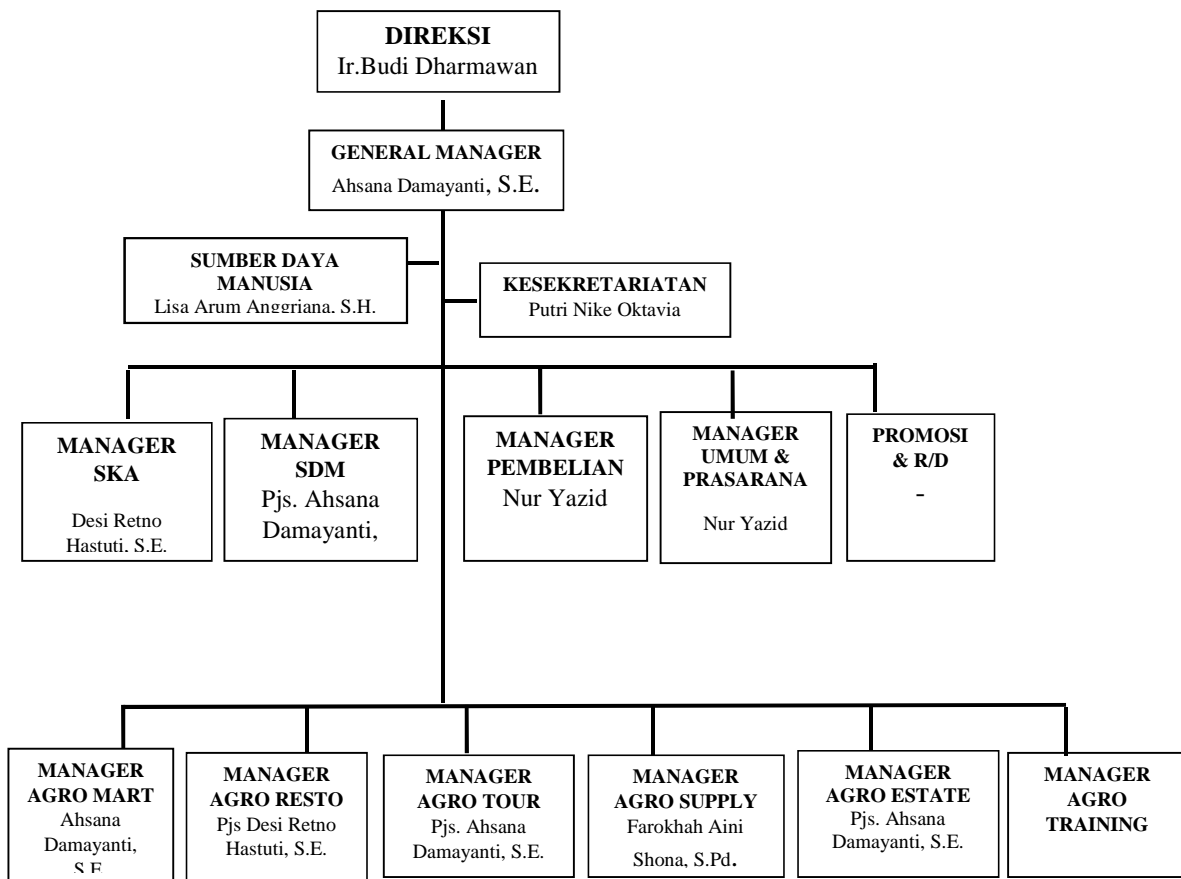 DIREKSI
Ir.Budi Dharmawan
GENERAL MANAGER
Ahsana Damayanti, S.E.
SUMBER DAYA
MANUSIA
Lisa Arum Anggriana, S.H.
KESEKRETARIATAN
Putri Nike Oktavia
MANAGER
SKA
Desi Retno
Hastuti, S.E.
MANAGER
SDM
Pjs. Ahsana
Damayanti,
MANAGER
PEMBELIAN
Nur Yazid
MANAGER
UMUM &
PRASARANA
Nur Yazid
PROMOSI
& R/D
-
MANAGER
AGRO MART
Ahsana
Damayanti,
S.E.
MANAGER
AGRO RESTO
Pjs Desi Retno
Hastuti, S.E.
MANAGER
AGRO TOUR
Pjs. Ahsana
Damayanti, S.E.
MANAGER
AGRO SUPPLY
Farokhah Aini
Shona, S.Pd.
MANAGER
AGRO ESTATE
Pjs. Ahsana
Damayanti, S.E.
MANAGER
AGRO
TRAINING